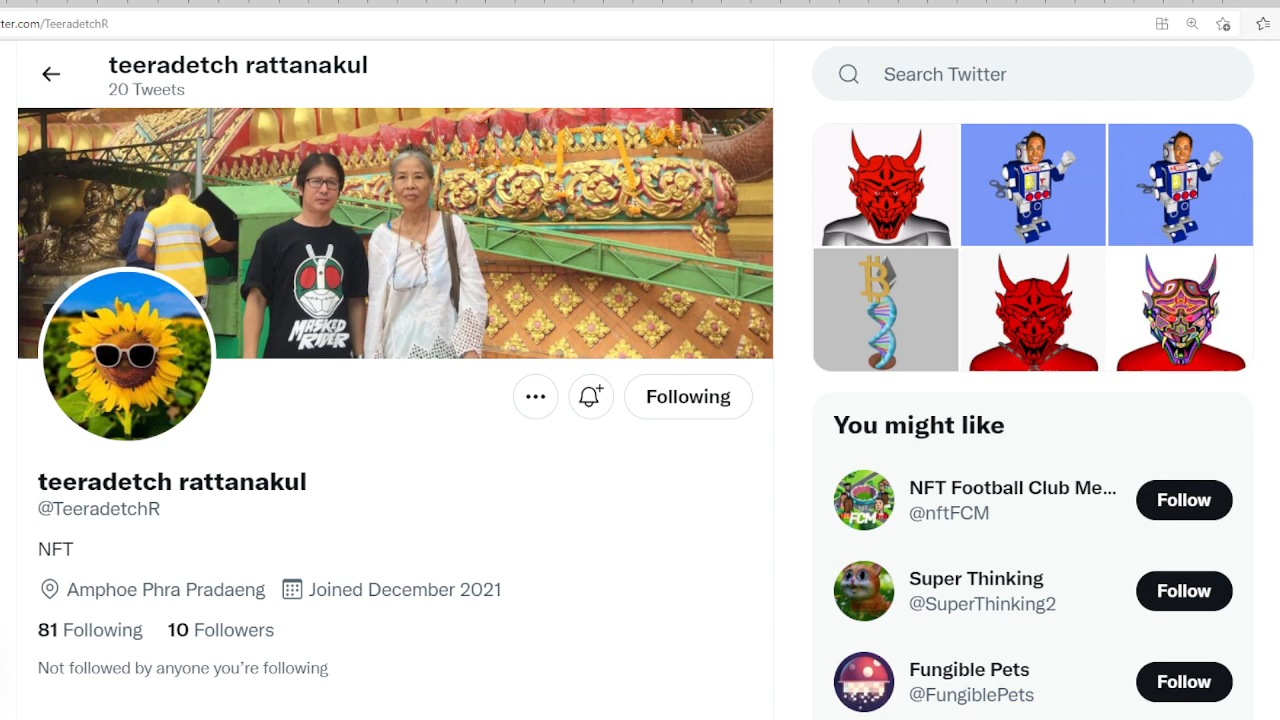 tter.com/TeeradetchR
teeradetch rattanakul
20 Tweets
Search Twitter
MASKED
RIDER
Following
teeradetch rattanakul
@TeeradetchR
NFT
Amphoe Phra Pradaeng
Joined December 2021
81 Following 10 Followers
Not followed by anyone you’re following
You might like
NFT Football Club Me...
@nftFCM
Follow
FCM
Super Thinking
@SuperThinking2
Follow
Fungible Pets
@FungiblePets
Follow